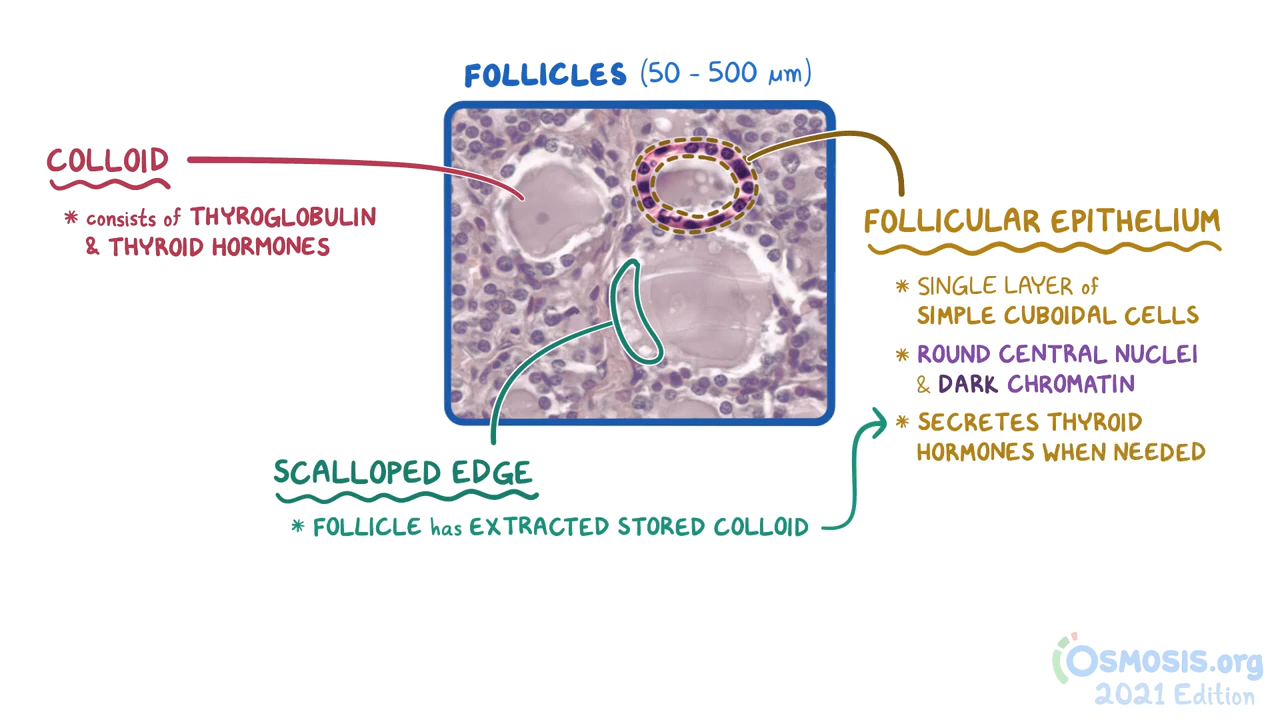 FOLLICLES (50 - 500 µm)
COLLOID
* consists of THYROGLOBULIN
& THYROID HORMONES
FOLLICULAR EPITHELIUM
* SINGLE LAYER of
SIMPLE CUBOIDAL CELLS
* ROUND CENTRAL NUCLEI
& DARK CHROMATIN
* SECRETES THYROID
HORMONES WHEN NEEDED
SCALLOPED EDGE
* FOLLICLE has EXTRACTED STORED COLLOID
OSMOSIS.org
2021 Edition